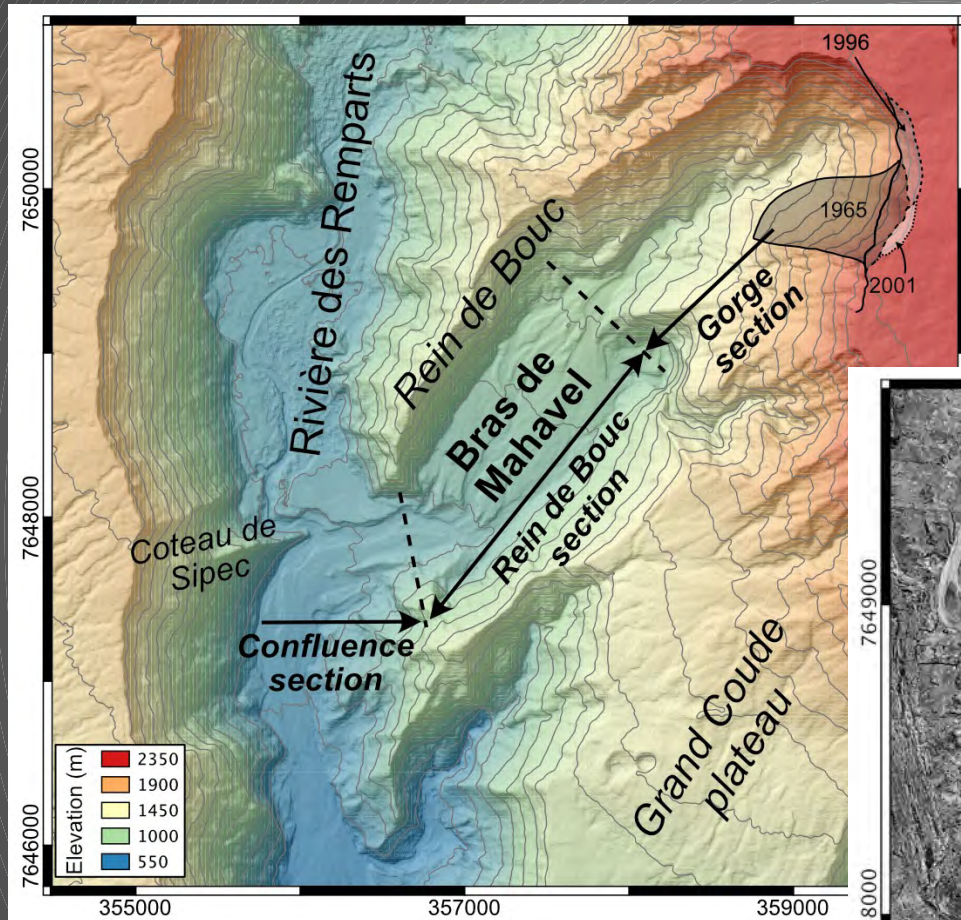 1996
7650000
1965
2001
Rivière des Remparts
Rein de Bouc
Gorge
section
Bras de
Mahavel
Rein de Bouc
section
7648000
Coteau de
Sipec
Confluence
section
Grand Coude
plateau
Elevation (m)
2350
1900
1450
1000
550
7646000
355000
357000
359000
7649000
8000